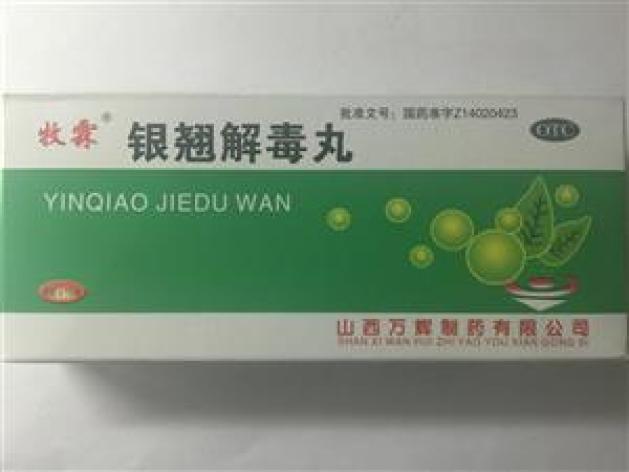 批准文号：国药准字Z14020423
OTC
牧霖®
银翘解毒丸
YINQIAO JIEDU WAN
山西万辉制药有限公司
SHAN XI WAN HUI ZHI YAO YOU XIAN GONG SI